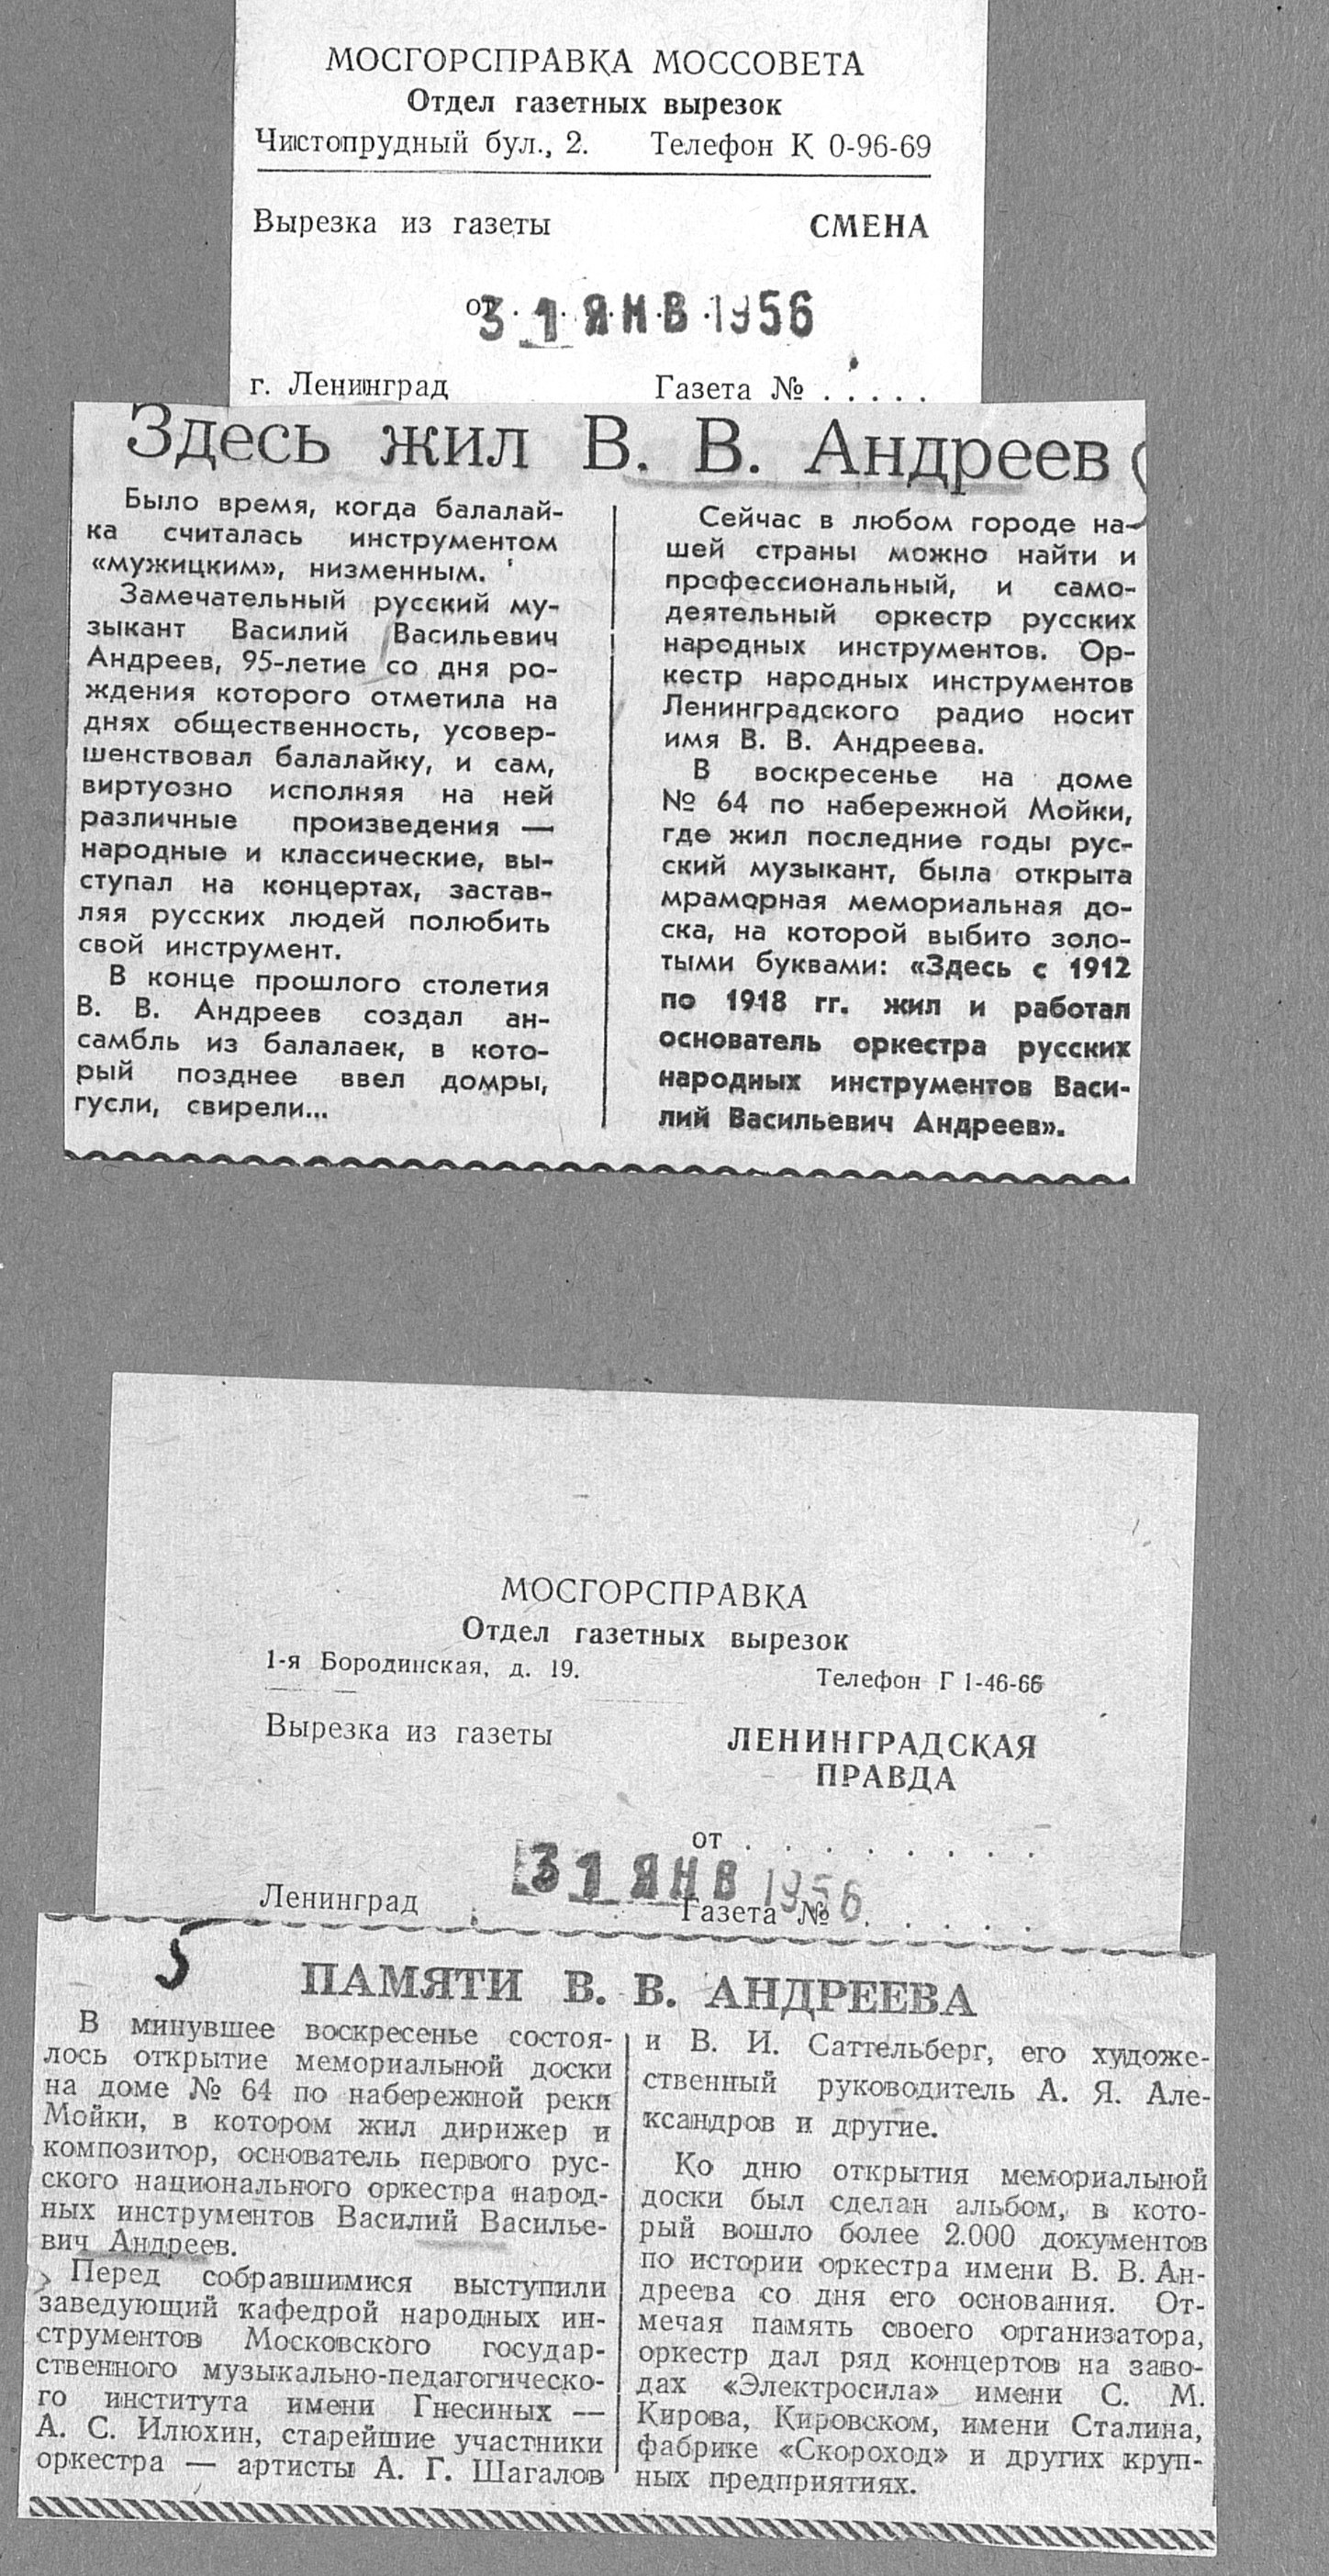 МОСГОРСПРАВКА МОССОВЕТА
Отдел газетных вырезок
Чистопрудный бул., 2. Телефон К 0-96-69
Вырезка из газеты СМЕНА
от 31 ЯНВ 1956
г. Ленинград Газета № . . . . .
Здесь жил В. В. Андреев
Было время, когда балалай-
ка считалась инструментом
«мужицким», низменным.
Замечательный русский му-
зыкант Василий Васильевич
Андреев, 95-летие со дня ро-
ждения которого отметила на
днях общественность, усовер-
шенствовал балалайку, и сам,
виртуозно исполняя на ней
различные произведения —
народные и классические, вы-
ступал на концертах, застав-
ляя русских людей полюбить
свой инструмент.
В конце прошлого столетия
В. В. Андреев создал ан-
самбль из балалаек, в кото-
рый позднее ввел домры,
гусли, свирели...
Сейчас в любом городе на-
шей страны можно найти и
профессиональный, и само-
деятельный оркестр русских
народных инструментов. Ор-
кестр народных инструментов
Ленинградского радио носит
имя В. В. Андреева.
В воскресенье на доме
№ 64 по набережной Мойки,
где жил последние годы рус-
ский музыкант, была открыта
мраморная мемориальная до-
ска, на которой выбито золо-
тыми буквами: «Здесь с 1912
по 1918 гг. жил и работал
основатель оркестра русских
народных инструментов Васи-
лий Васильевич Андреев».
МОСГОРСПРАВКА
Отдел газетных вырезок
1-я Бородинская, д. 19. Телефон Г 1-46-66
Вырезка из газеты ЛЕНИНГРАДСКАЯ
ПРАВДА
от . . . . . . . . .
31 ЯНВ 1956
Ленинград Газета № . . . . .
5
ПАМЯТИ В. В. АНДРЕЕВА
В минувшее воскресенье состоя-
лось открытие мемориальной доски
на доме № 64 по набережной реки
Мойки, в котором жил дирижер и
композитор, основатель первого рус-
ского национального оркестра народ-
ных инструментов Василий Василье-
вич Андреев.
Перед собравшимися выступили
заведующий кафедрой народных ин-
струментов Московского государ-
ственного музыкально-педагогическо-
го института имени Гнесиных —
А. С. Илюхин, старейшие участники
оркестра — артисты А. Г. Шагалов
и В. И. Саттельберг, его художе-
ственный руководитель А. Я. Але-
ксандров и другие.
Ко дню открытия мемориальной
доски был сделан альбом, в кото-
рый вошло более 2.000 документов
по истории оркестра имени В. В. Ан-
дреева со дня его основания. От-
мечая память своего организатора,
оркестр дал ряд концертов на заво-
дах «Электросила» имени С. М.
Кирова, Кировском, имени Сталина,
фабрике «Скороход» и других круп-
ных предприятиях.